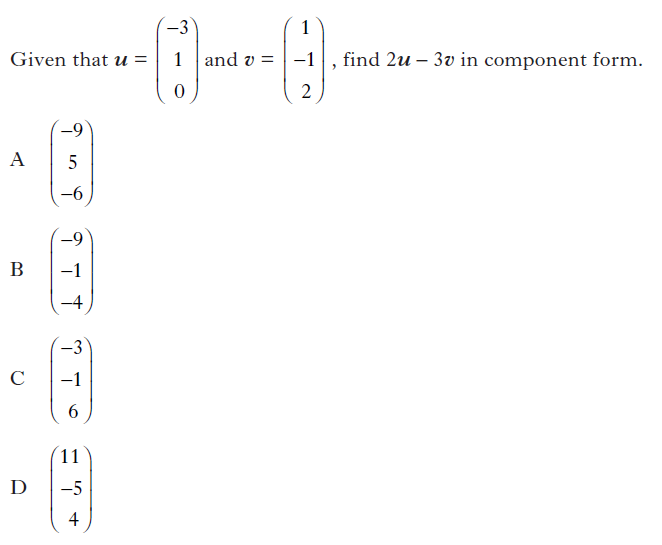 Given that u = (−3 1 0) and v = (1 −1 2), find 2u − 3v in component form.
A (−9 5 −6)
B (−9 −1 −4)
C (−3 −1 6)
D (11 −5 4)